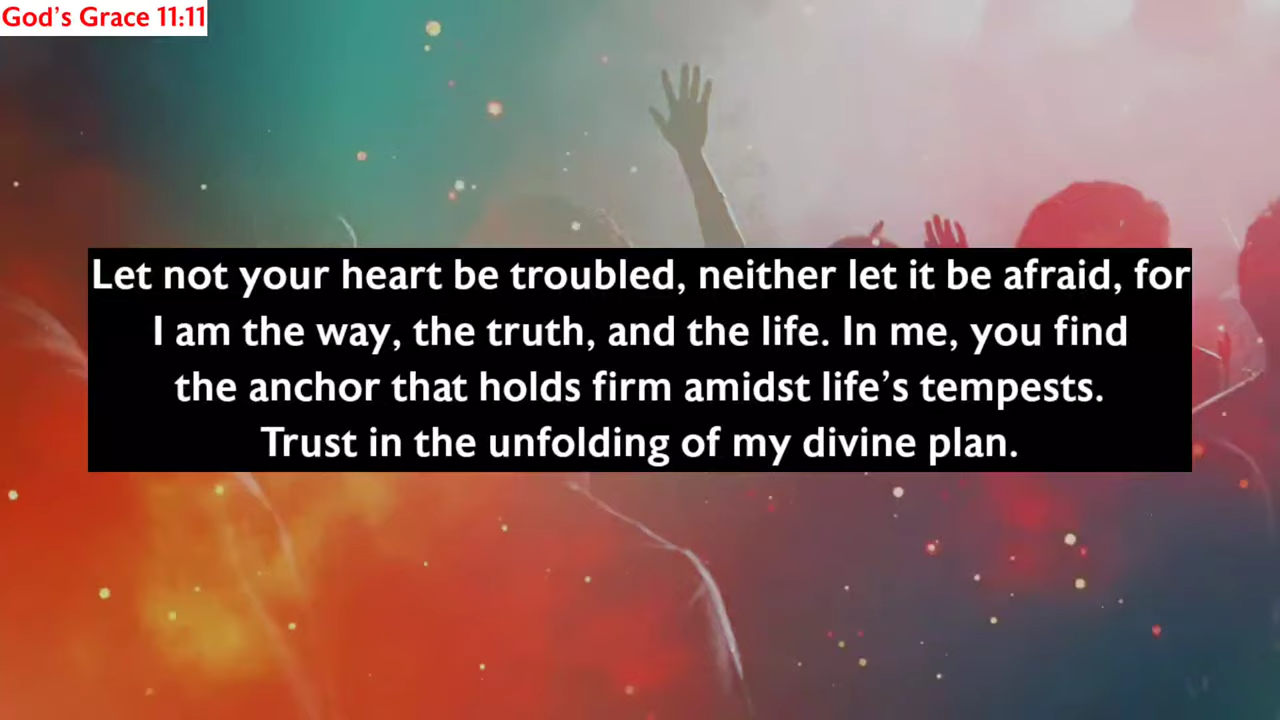 God’s Grace 11:11
Let not your heart be troubled, neither let it be afraid, for
I am the way, the truth, and the life. In me, you find
the anchor that holds firm amidst life’s tempests.
Trust in the unfolding of my divine plan.